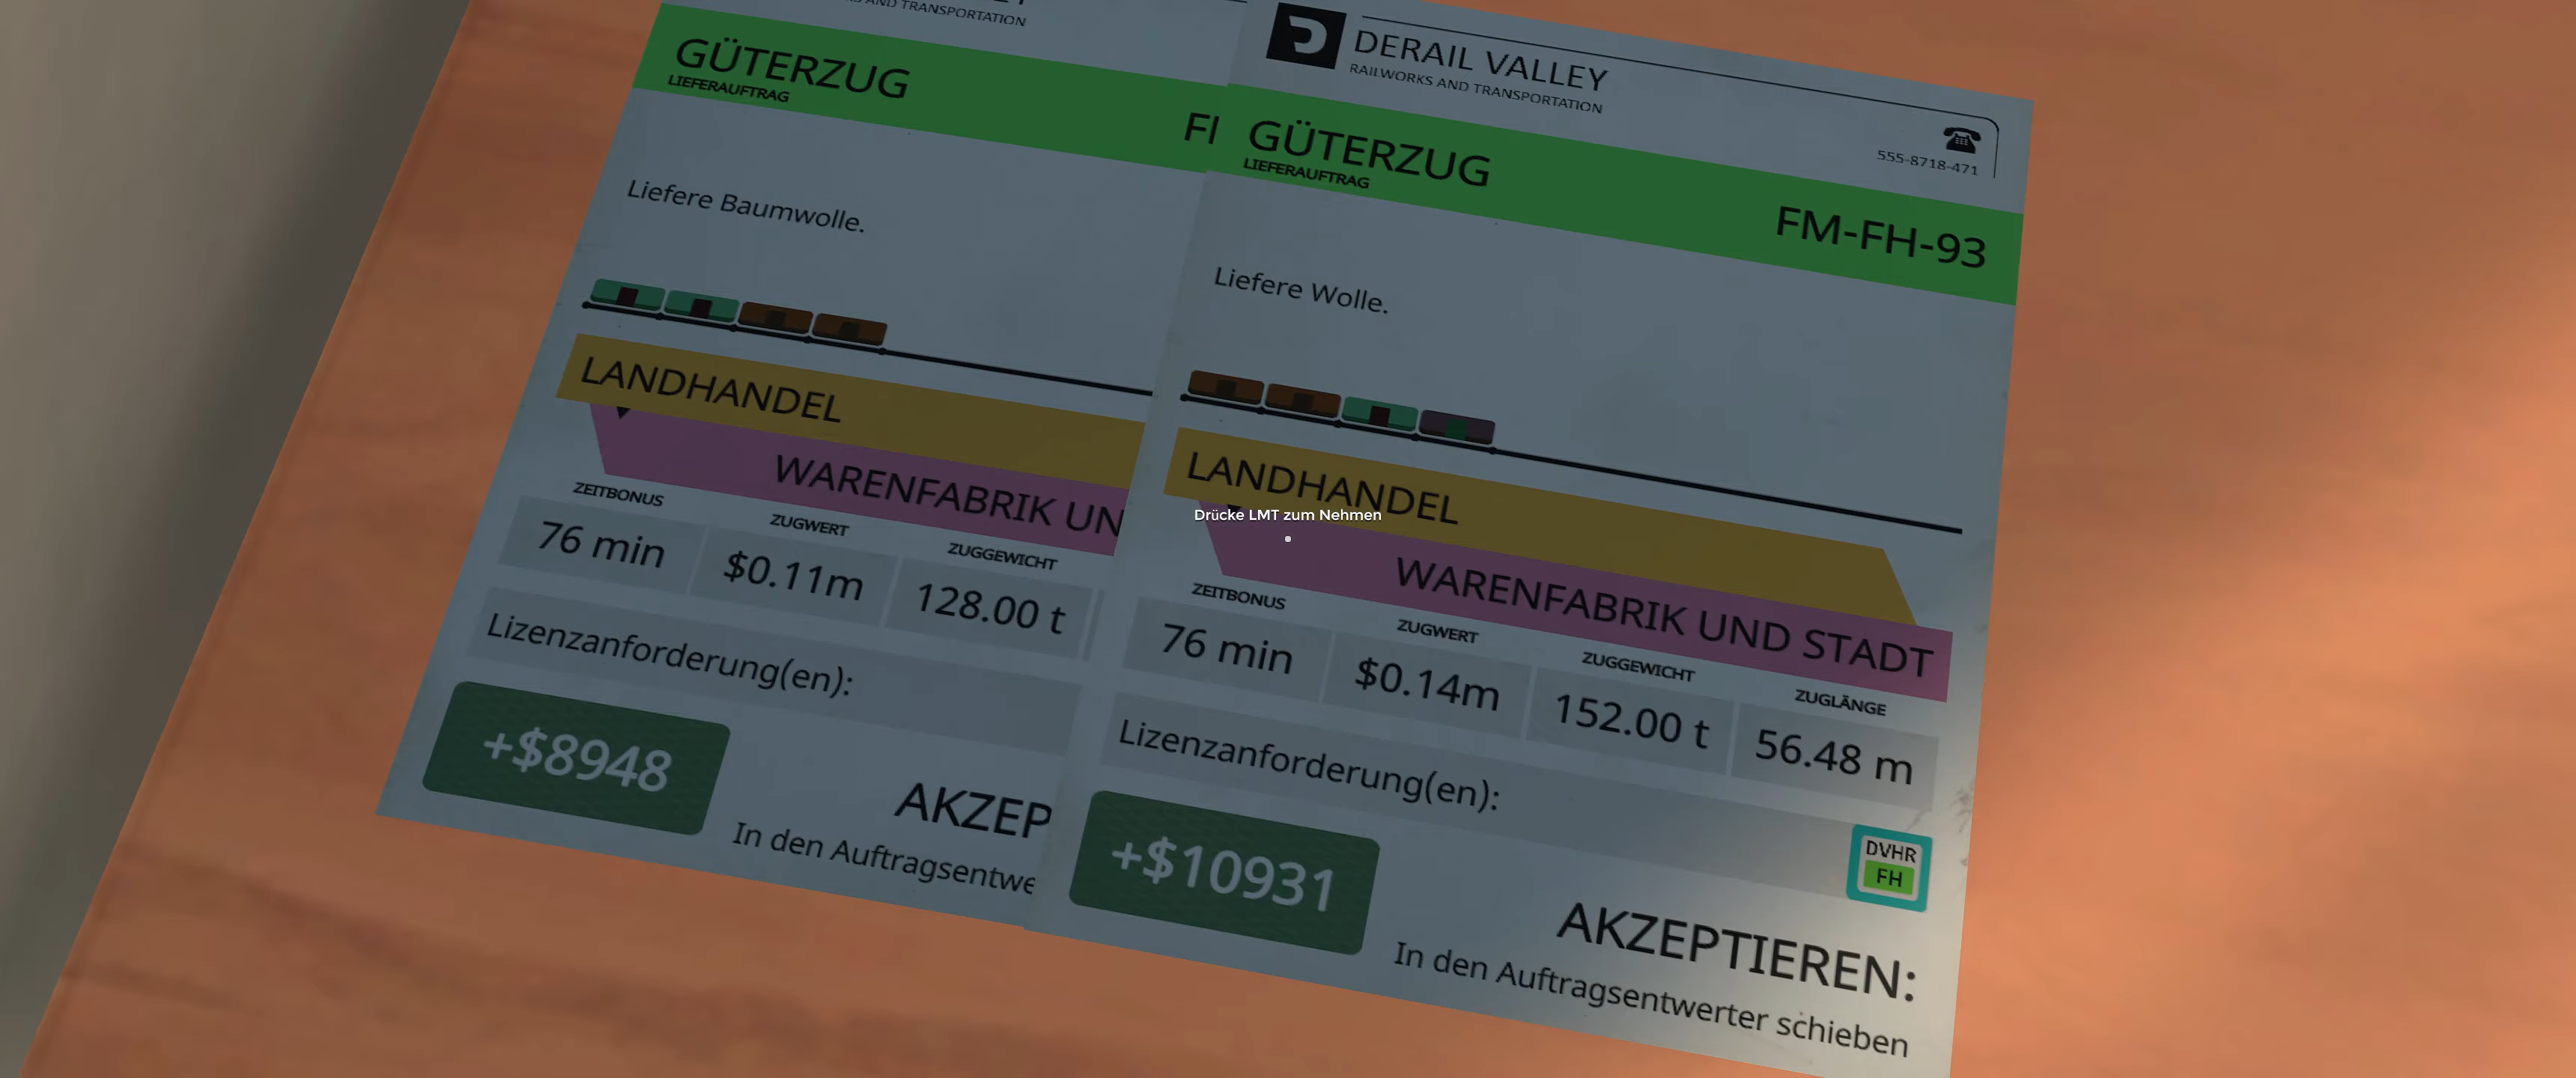 S AND TRANSPORTATION
GÜTERZUG
LIEFERAUFTRAG
Liefere Baumwolle.
LANDHANDEL
WARENFABRIK UN
ZEITBONUS
ZUGWERT
ZUGGEWICHT
76 min
$0.11m
128.00 t
Lizenzanforderung(en):
+$8948
AKZEP
In den Auftragsentwe
DERAIL VALLEY
RAILWORKS AND TRANSPORTATION
555-8718-471
GÜTERZUG
LIEFERAUFTRAG
FM-FH-93
Liefere Wolle.
LANDHANDEL
Drücke LMT zum Nehmen
WARENFABRIK UND STADT
ZEITBONUS
ZUGWERT
ZUGGEWICHT
ZUGLÄNGE
76 min
$0.14m
152.00 t
56.48 m
Lizenzanforderung(en):
DVHR
FH
+$10931
AKZEPTIEREN:
In den Auftragsentwerter schieben